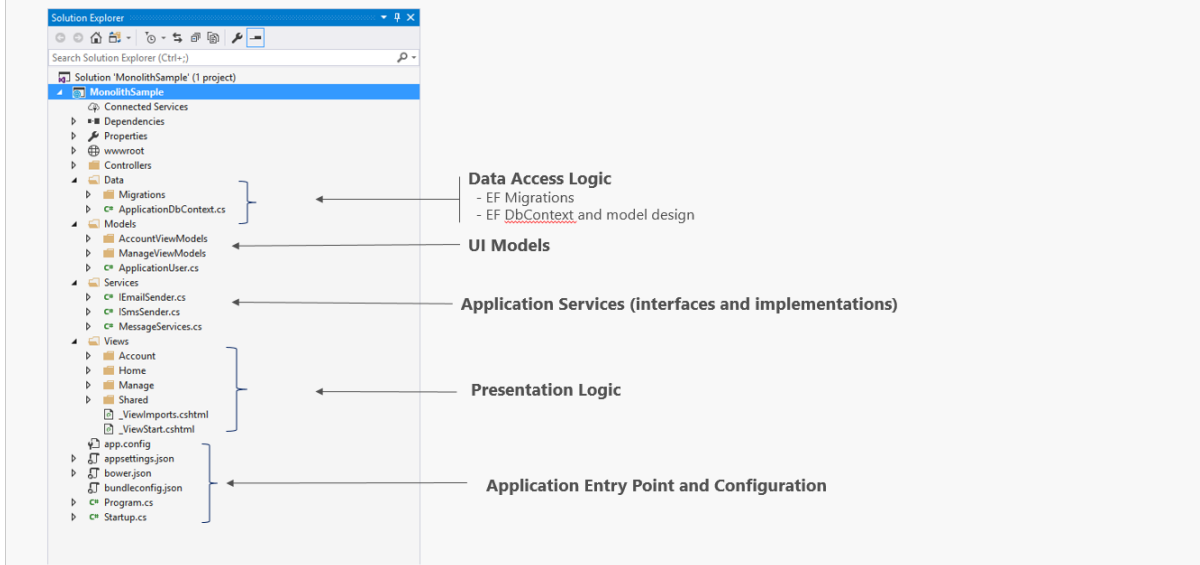 Solution Explorer
Search Solution Explorer (Ctrl+;)
Solution 'MonolithSample' (1 project)
MonolithSample
Connected Services
Dependencies
Properties
wwwroot
Controllers
Data
Migrations
ApplicationDbContext.cs
Models
AccountViewModels
ManageViewModels
ApplicationUser.cs
Services
IEmailSender.cs
ISmsSender.cs
MessageServices.cs
Views
Account
Home
Manage
Shared
_ViewImports.cshtml
_ViewStart.cshtml
app.config
appsettings.json
bower.json
bundleconfig.json
C# Program.cs
C# Startup.cs
Data Access Logic
- EF Migrations
- EF DbContext and model design
UI Models
Application Services (interfaces and implementations)
Presentation Logic
Application Entry Point and Configuration